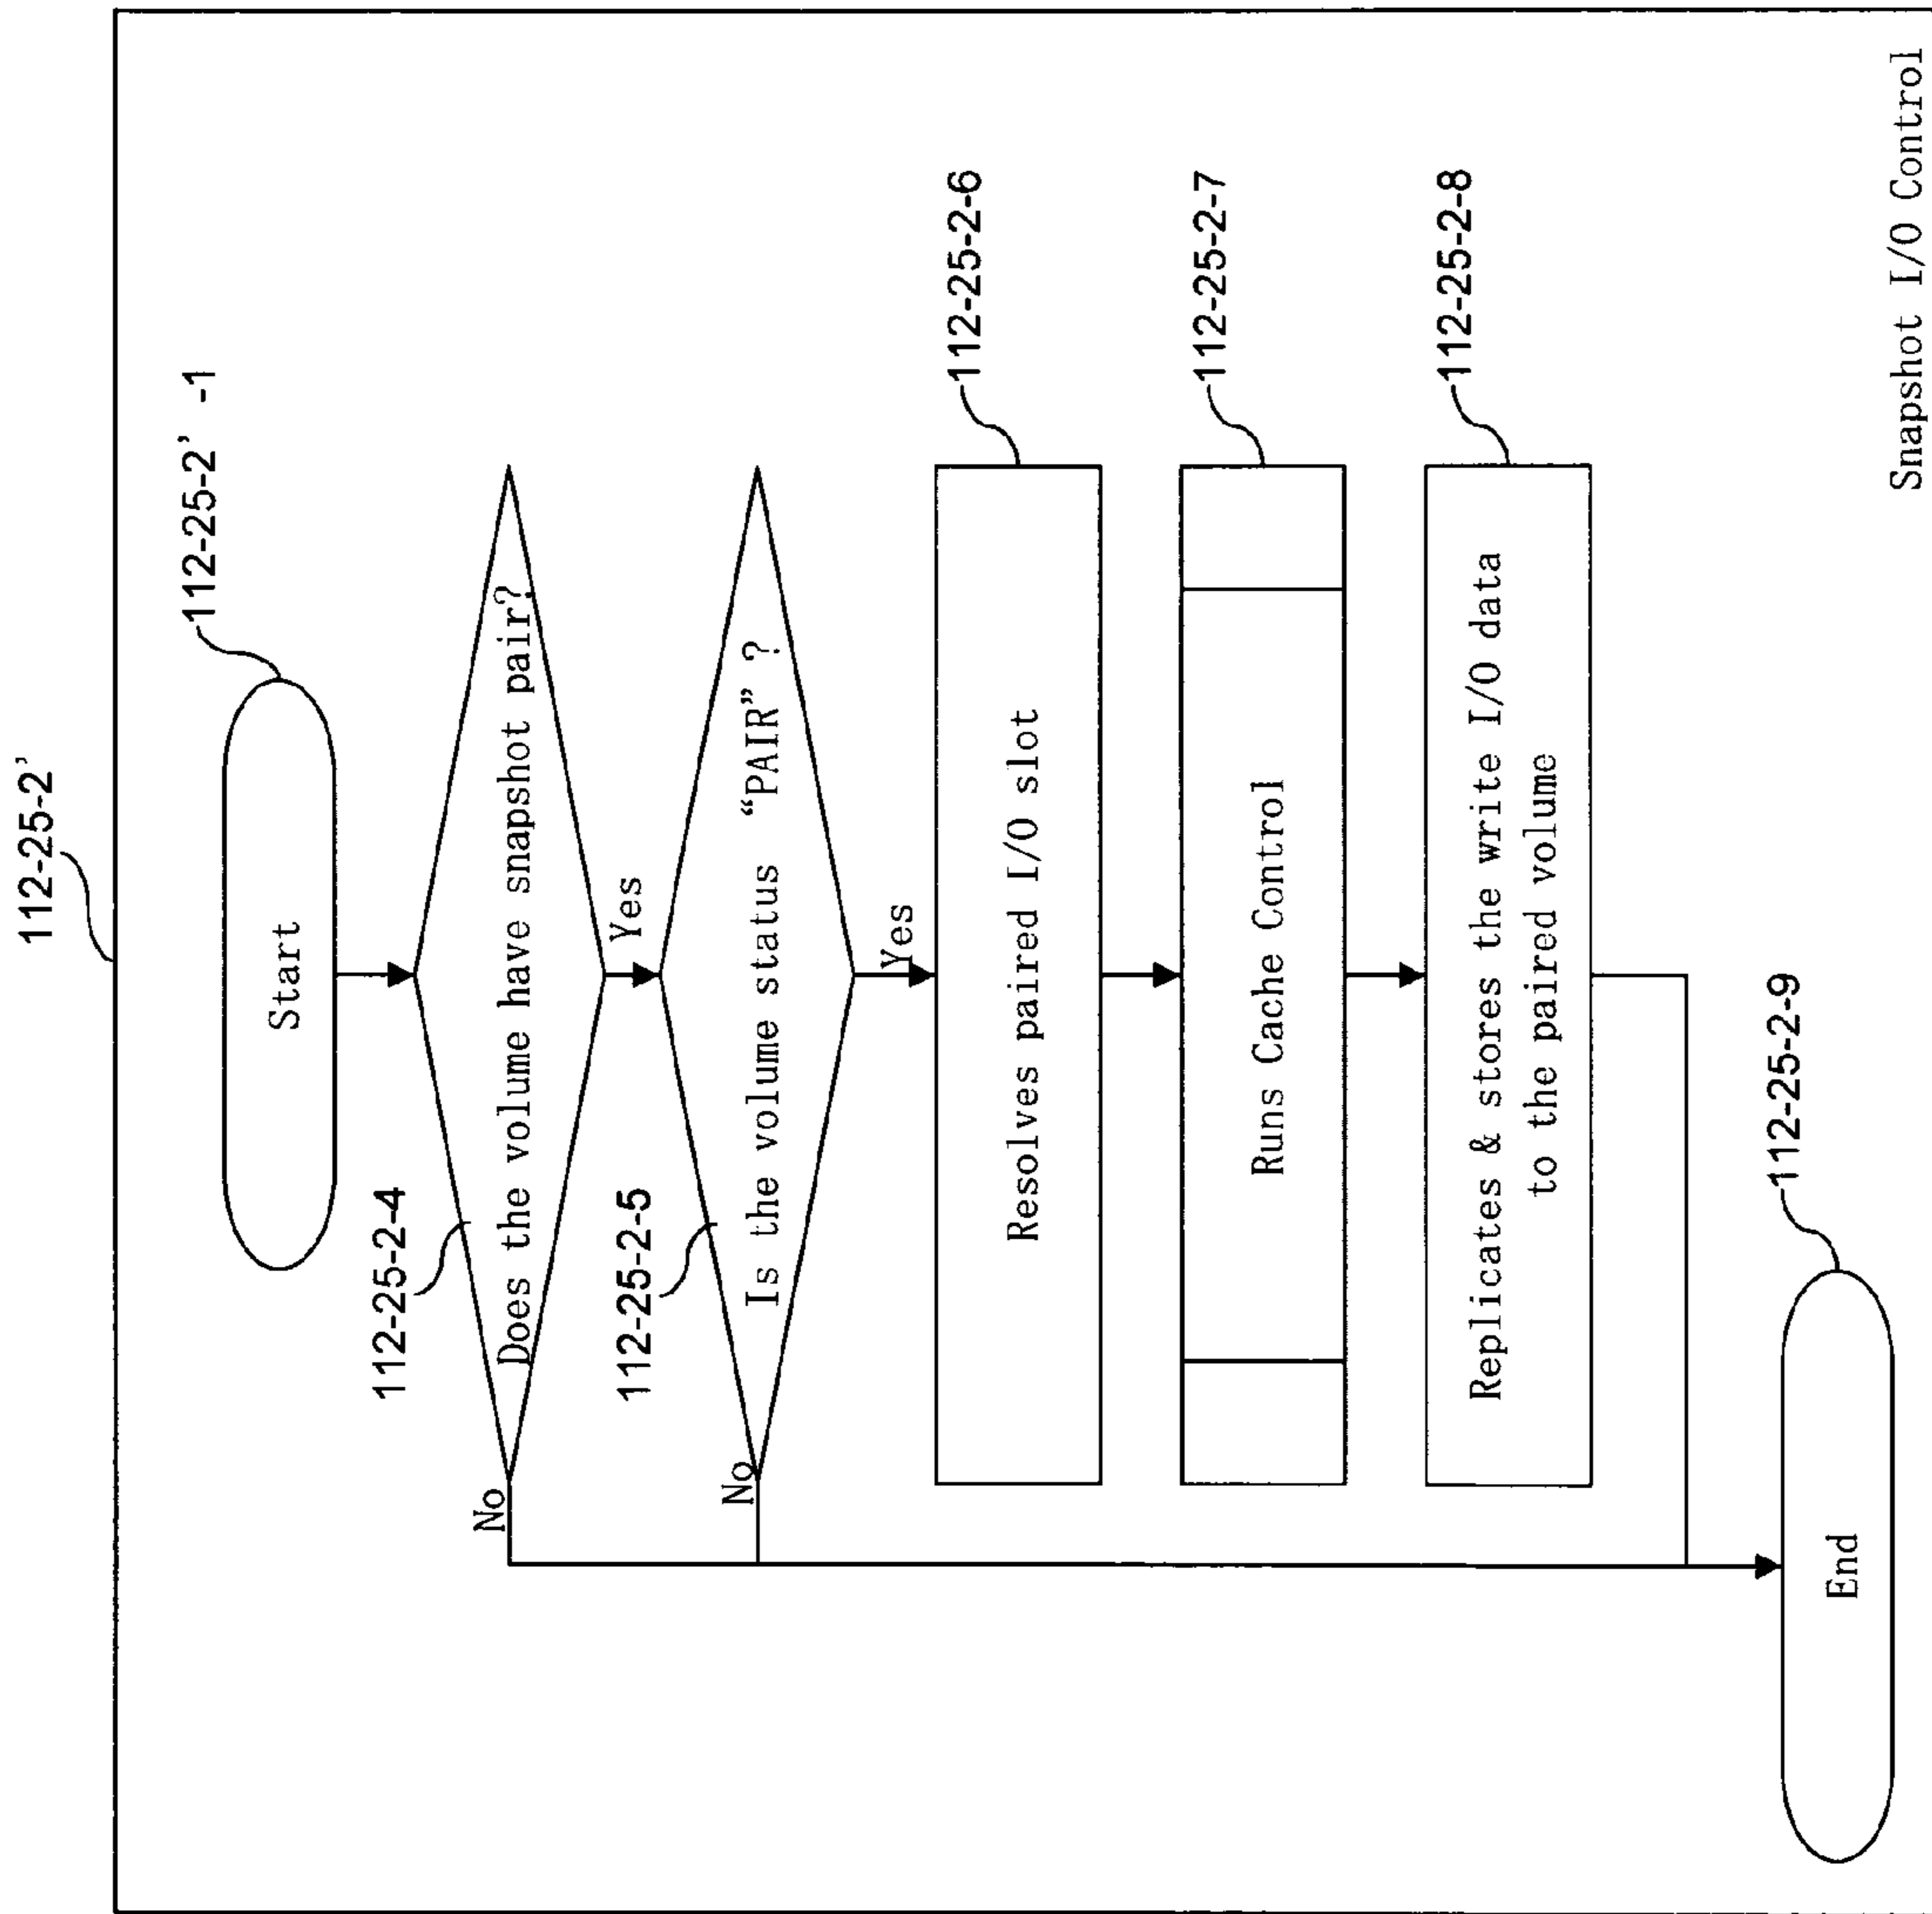 112-25-2'
112-25-2' -1
Start
112-25-2-4
Does the volume have snapshot pair?
No
Yes
112-25-2-5
Is the volume status “PAIR” ?
No
Yes
112-25-2-6
Resolves paired I/O slot
112-25-2-7
Runs Cache Control
112-25-2-8
Replicates & stores the write I/O data
to the paired volume
112-25-2-9
End
Snapshot I/O Control